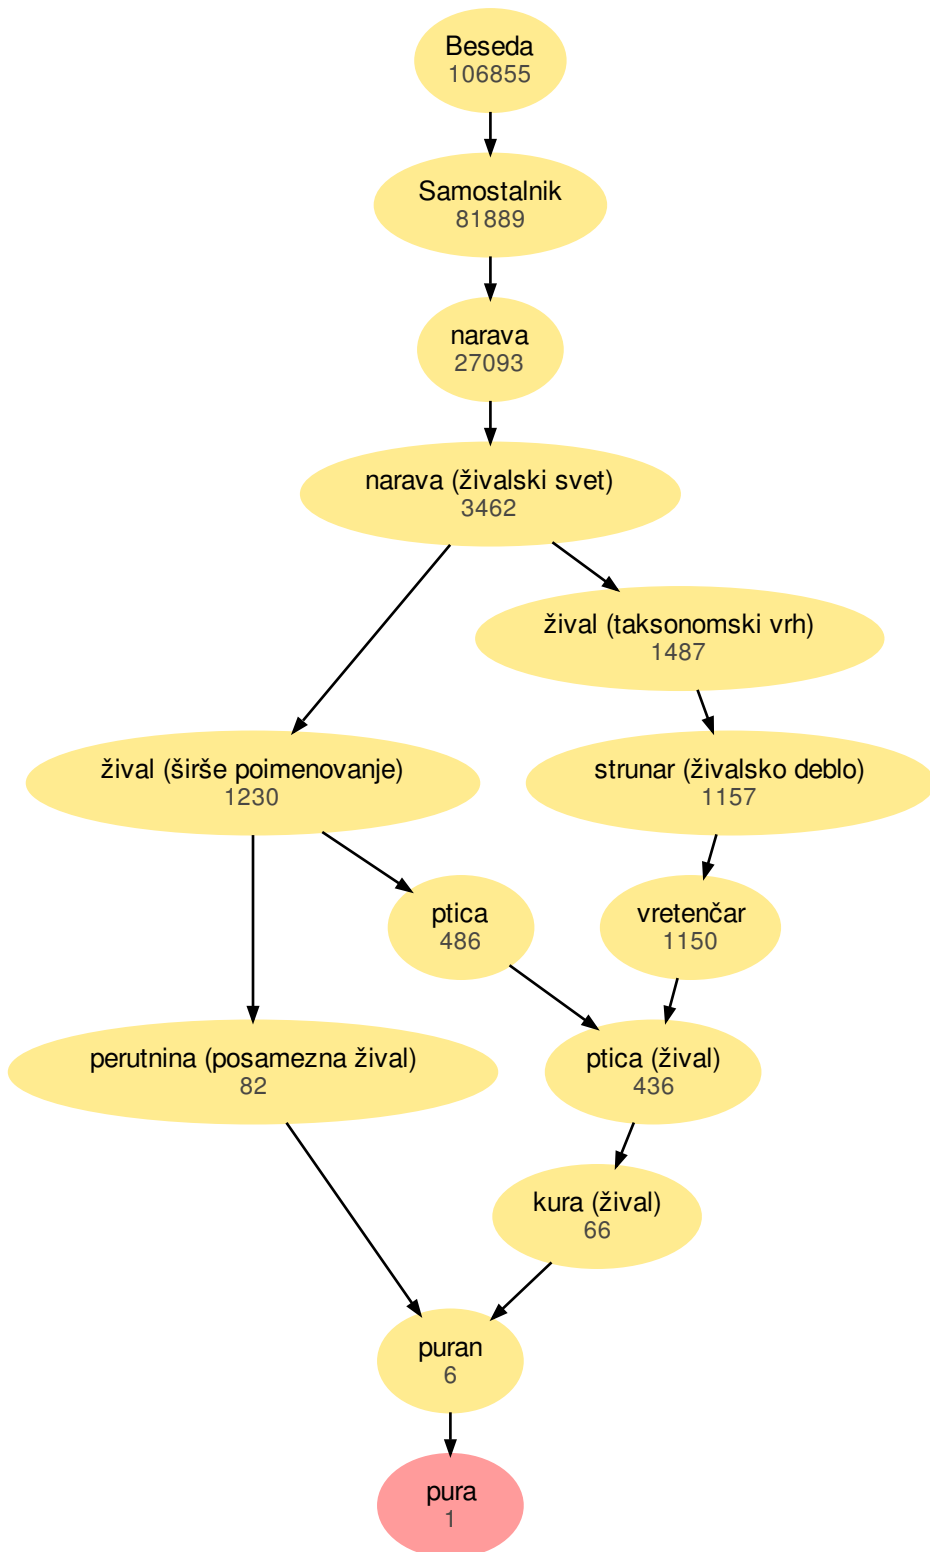 Beseda
106855
Samostalnik
81889
narava
27093
narava (živalski svet)
3462
žival (taksonomski vrh)
1487
žival (širše poimenovanje)
1230
strunar (živalsko deblo)
1157
ptica
486
vretenčar
1150
perutnina (posamezna žival)
82
ptica (žival)
436
kura (žival)
66
puran
6
pura
1